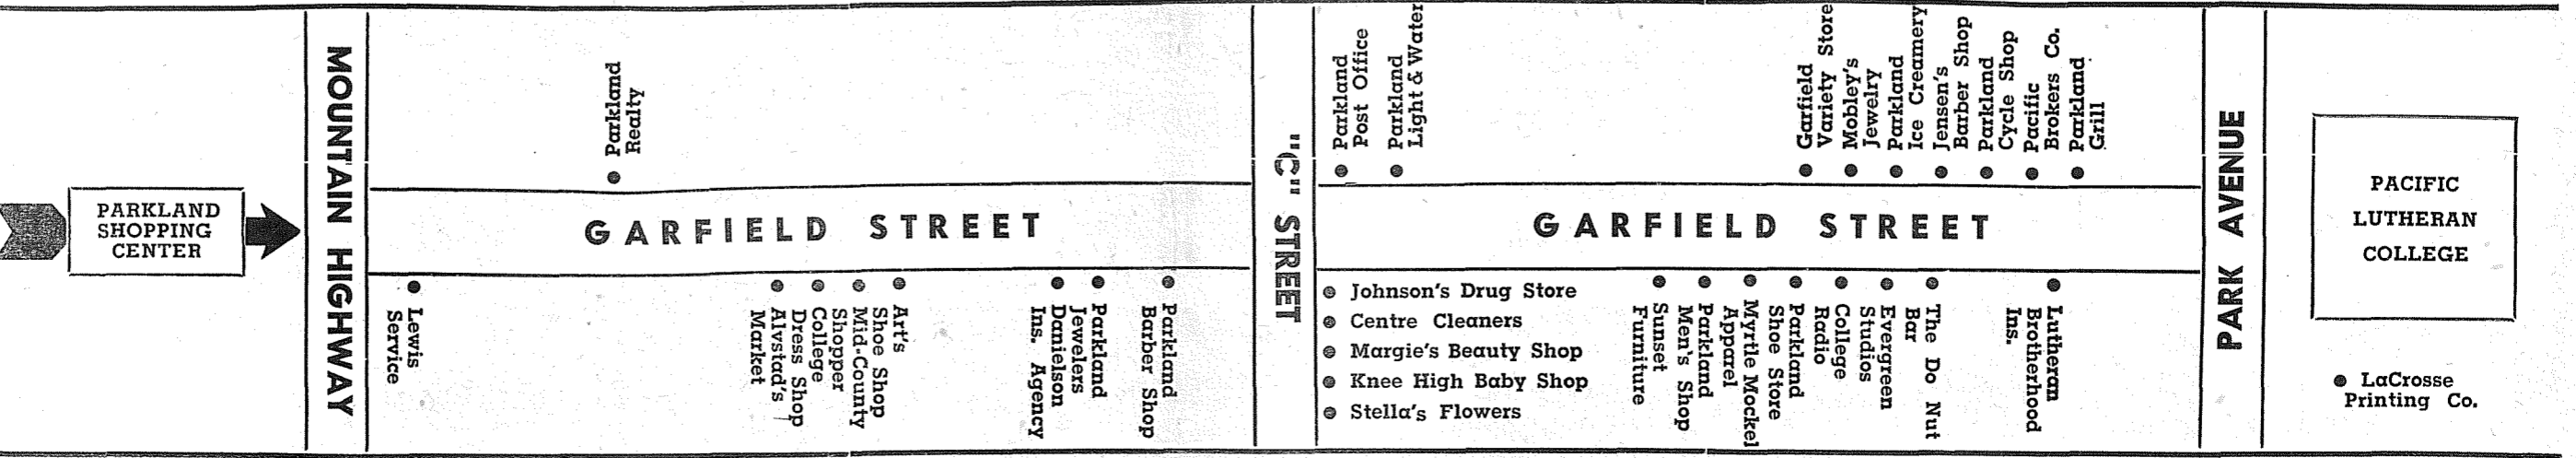 PARKLAND
SHOPPING
CENTER
MOUNTAIN HIGHWAY
Parkland
Realty
GARFIELD STREET
Lewis
Service
Alvstad's
Market
College
Dress Shop
Mid-County
Shopper
Art's
Shoe Shop
Danielson
Ins. Agency
Parkland
Jewelers
Parkland
Barber Shop
"C" STREET
Parkland
Post Office
Parkland
Light & Water
Garfield
Variety Store
Mobley's
Jewelry
Parkland
Ice Creamery
Jensen's
Barber Shop
Parkland
Cycle Shop
Pacific
Brokers Co.
Parkland
Grill
GARFIELD STREET
Johnson's Drug Store
Centre Cleaners
Margie's Beauty Shop
Knee High Baby Shop
Stella's Flowers
Sunset
Furniture
Parkland
Men's Shop
Myrtle Mockel
Apparel
Parkland
Shoe Store
College
Radio
Evergreen
Studios
The Do Nut
Bar
Lutheran
Brotherhood
Ins.
PARK AVENUE
PACIFIC
LUTHERAN
COLLEGE
LaCrosse
Printing Co.